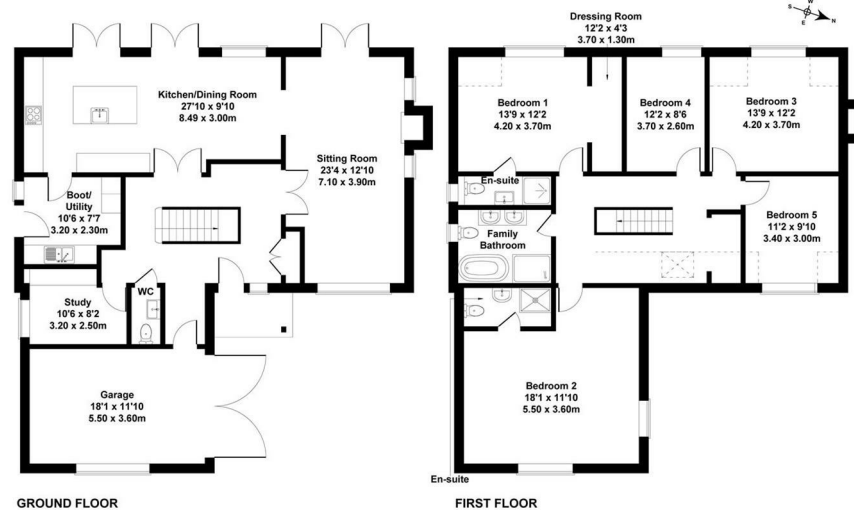 Kitchen/Dining Room
27'10 x 9'10
8.49 x 3.00m
Sitting Room
23'4 x 12'10
7.10 x 3.90m
Boot/
Utility
10'6 x 7'7
3.20 x 2.30m
WC
Study
10'6 x 8'2
3.20 x 2.50m
Garage
18'1 x 11'10
5.50 x 3.60m
GROUND FLOOR
Dressing Room
12'2 x 4'3
3.70 x 1.30m
S
W
E
N
Bedroom 1
13'9 x 12'2
4.20 x 3.70m
Bedroom 4
12'2 x 8'6
3.70 x 2.60m
Bedroom 3
13'9 x 12'2
4.20 x 3.70m
En-suite
Family
Bathroom
Bedroom 5
11'2 x 9'10
3.40 x 3.00m
Bedroom 2
18'1 x 11'10
5.50 x 3.60m
En-suite
FIRST FLOOR